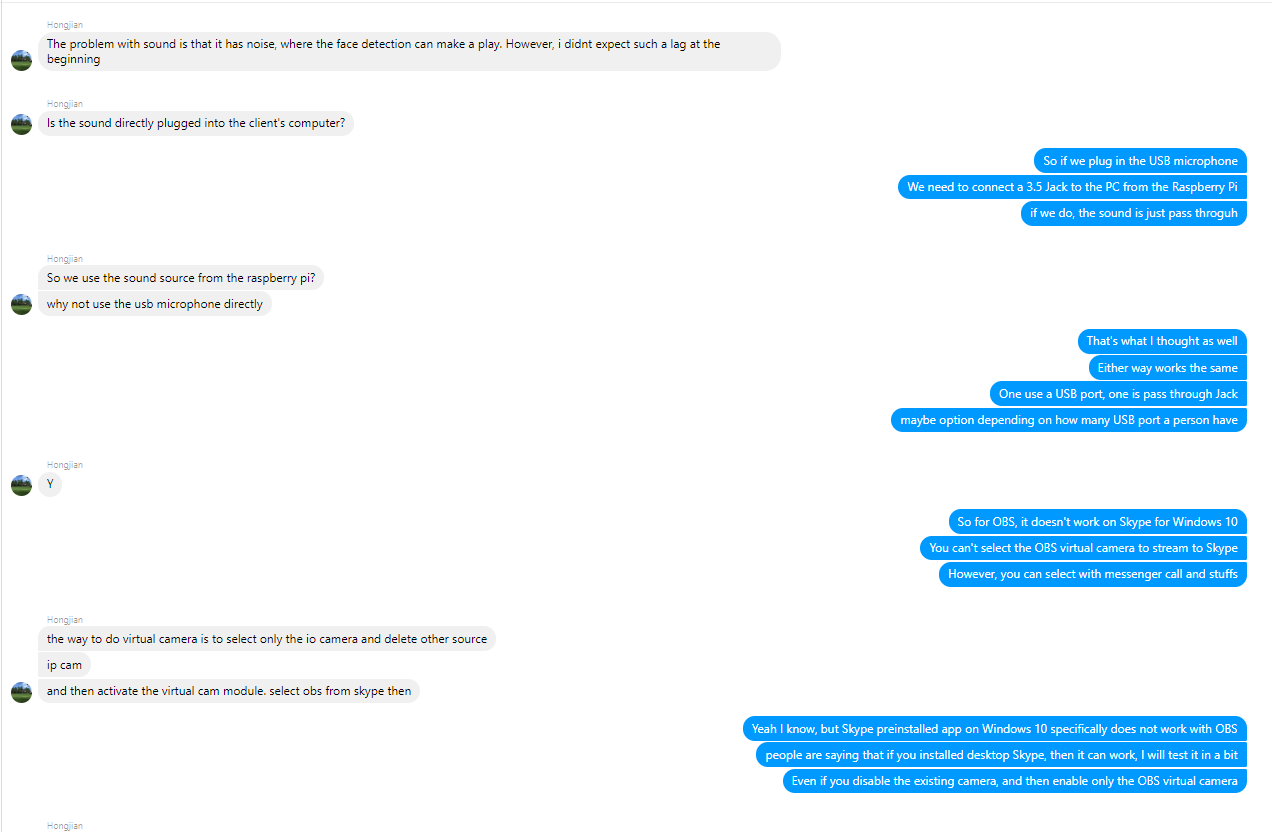 Hongjian
The problem with sound is that it has noise, where the face detection can make a play. However, i didnt expect such a lag at the
beginning
Hongjian
Is the sound directly plugged into the client's computer?
So if we plug in the USB microphone
We need to connect a 3.5 Jack to the PC from the Raspberry Pi
if we do, the sound is just pass throguh
Hongjian
So we use the sound source from the raspberry pi?
why not use the usb microphone directly
That's what I thought as well
Either way works the same
One use a USB port, one is pass through Jack
maybe option depending on how many USB port a person have
Hongjian
Y
So for OBS, it doesn't work on Skype for Windows 10
You can't select the OBS virtual camera to stream to Skype
However, you can select with messenger call and stuffs
Hongjian
the way to do virtual camera is to select only the io camera and delete other source
ip cam
and then activate the virtual cam module. select obs from skype then
Yeah I know, but Skype preinstalled app on Windows 10 specifically does not work with OBS
people are saying that if you installed desktop Skype, then it can work, I will test it in a bit
Even if you disable the existing camera, and then enable only the OBS virtual camera
Hongjian